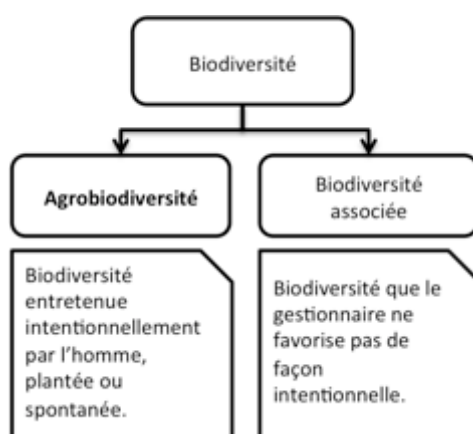 Biodiversité
Agrobiodiversité
Biodiversité
associée
Biodiversité
entretenue
intentionnellement
par l'homme,
plantée ou
spontanée.
Biodiversité que le
gestionnaire ne
favorise pas de
façon
intentionnelle.